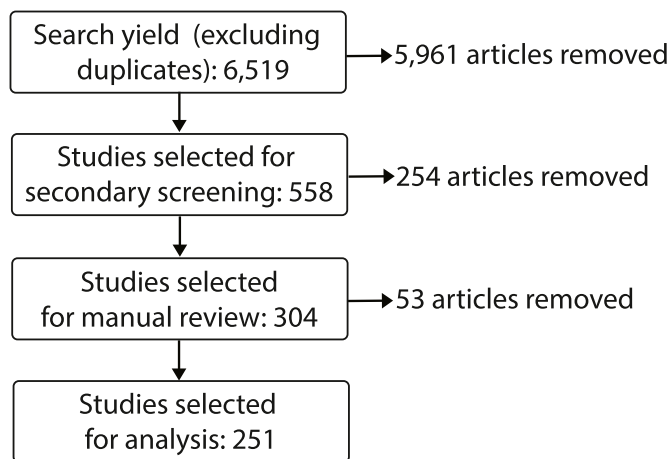 Search yield (excluding
duplicates): 6,519
5,961 articles removed
Studies selected for
secondary screening: 558
254 articles removed
Studies selected
for manual review: 304
53 articles removed
Studies selected
for analysis: 251